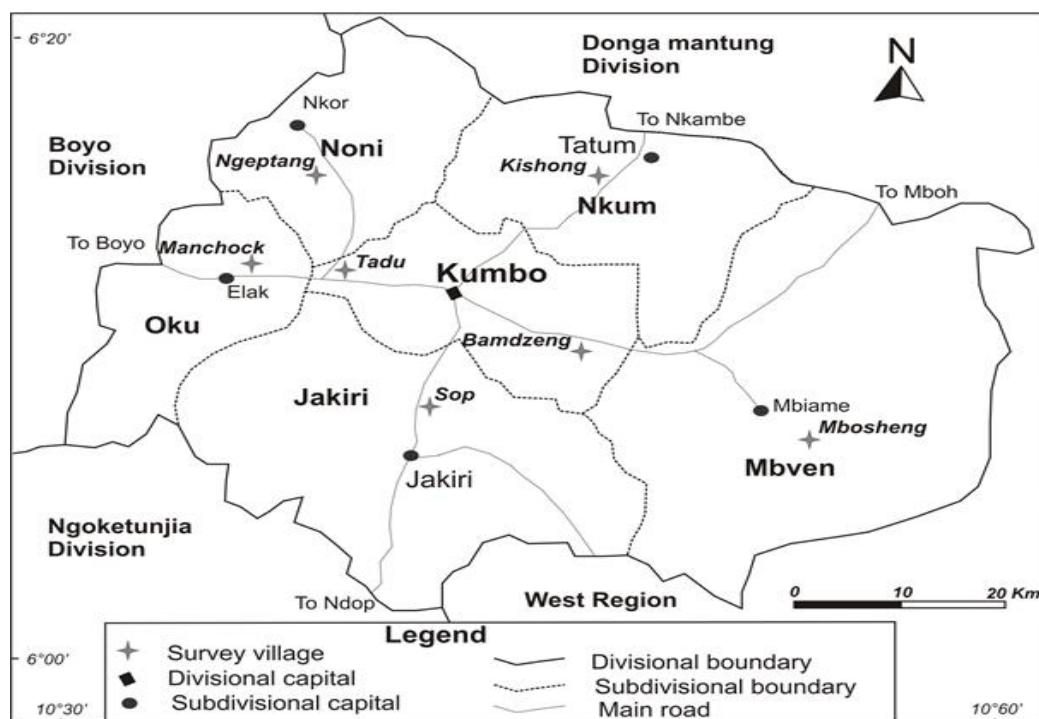 6°20'
Donga mantung
Division
N
Nkor
To Nkambe
Boyo
Division
Noni
Tatum
Ngeptang
Kishong
To Mboh
Nkum
To Boyo
Manchock
Tadu
Kumbo
Elak
Oku
Bamdzeng
Jakiri
Sop
Mbiame
Mbosheng
Mbven
Jakiri
Ngoketunjia
Division
0 10 20 Km
To Ndop
West Region
Legend
Survey village
Divisional capital
Subdivisional capital
Divisional boundary
Subdivisional boundary
Main road
6°00'
10°30'
10°60'